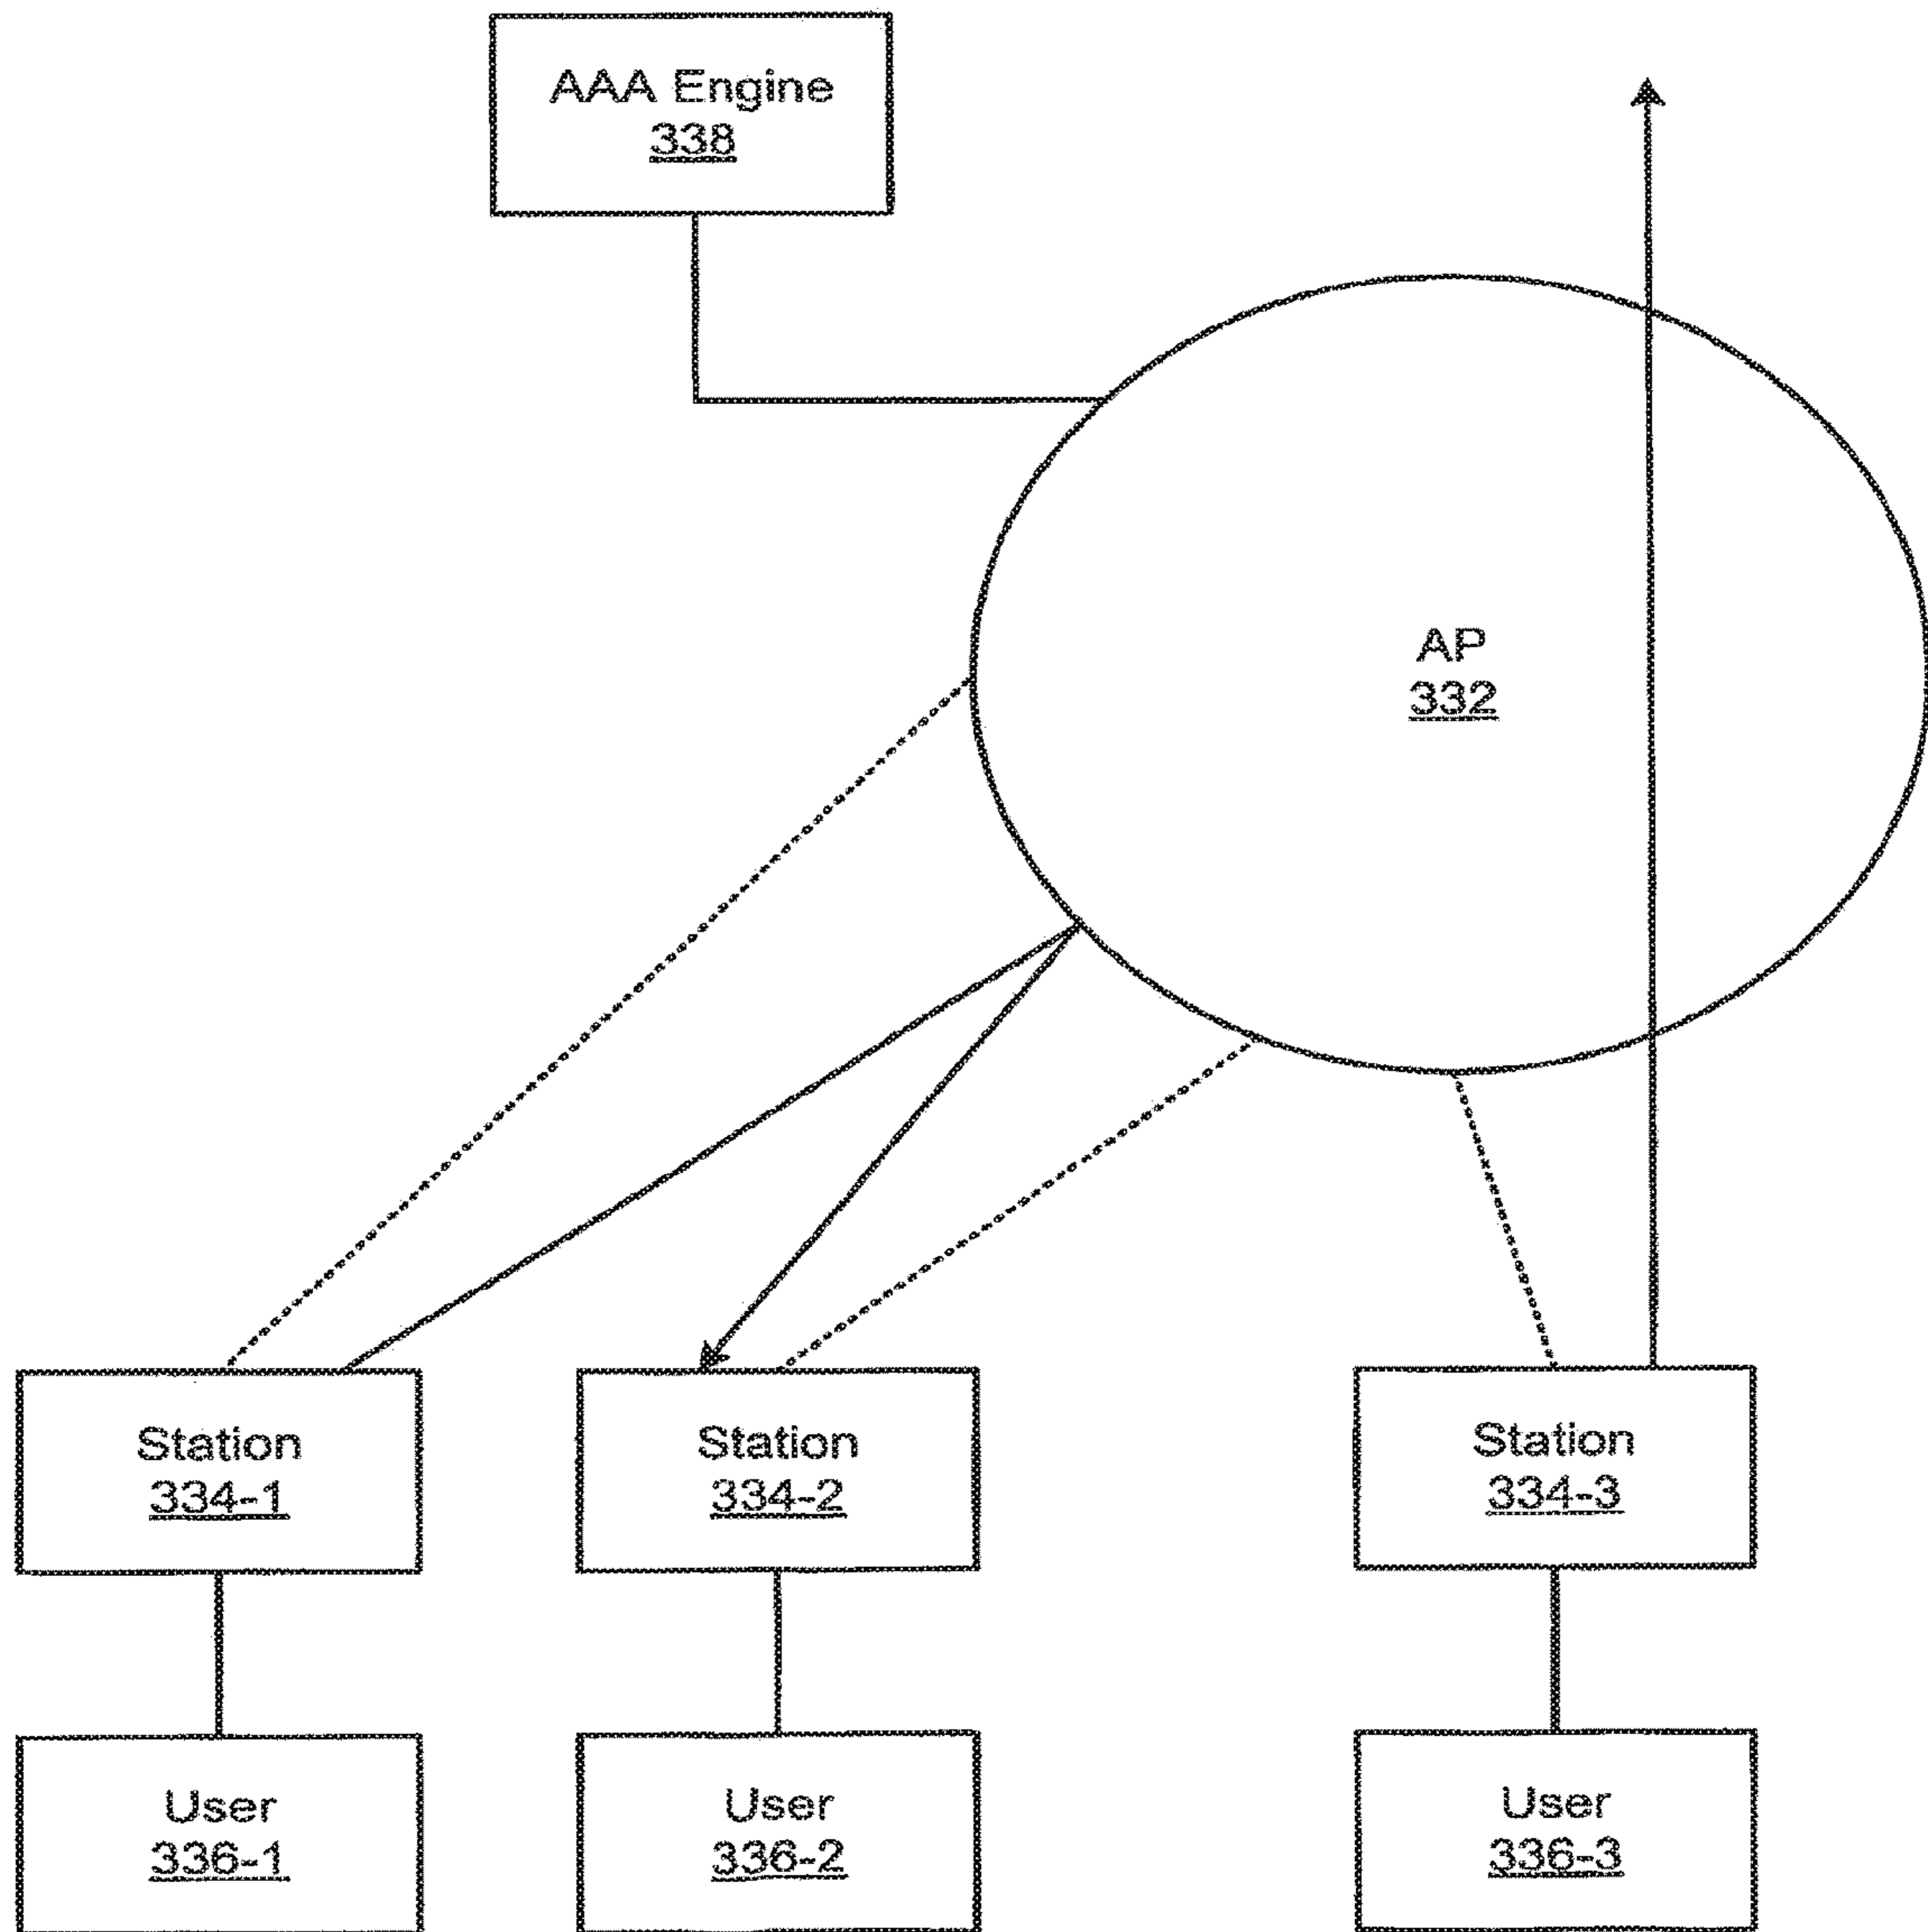 AAA Engine
338
AP
332
Station
334-1
Station
334-2
Station
334-3
User
336-1
User
336-2
User
336-3